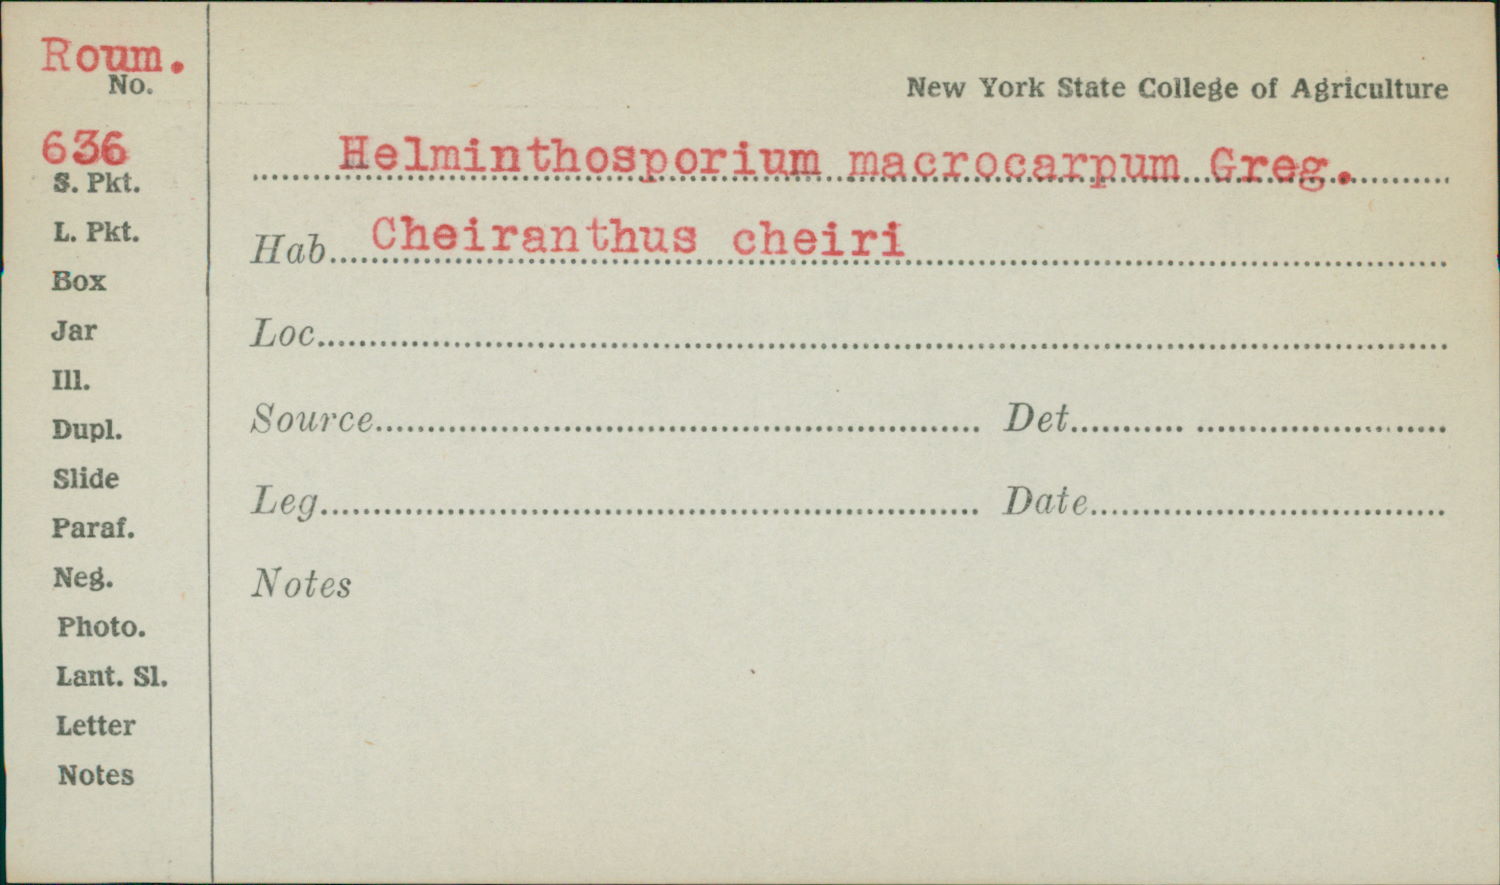 Roum.
No.
New York State College of Agriculture
636
Helminthosporium macrocarpum Greg.
S. Pkt.
L. Pkt.
Hab. Cheiranthus cheiri
Box
Jar
Loc.
Ill.
Dupl.
Source Det.
Slide
Leg. Date
Paraf.
Neg.
Notes
Photo.
Lant. Sl.
Letter
Notes